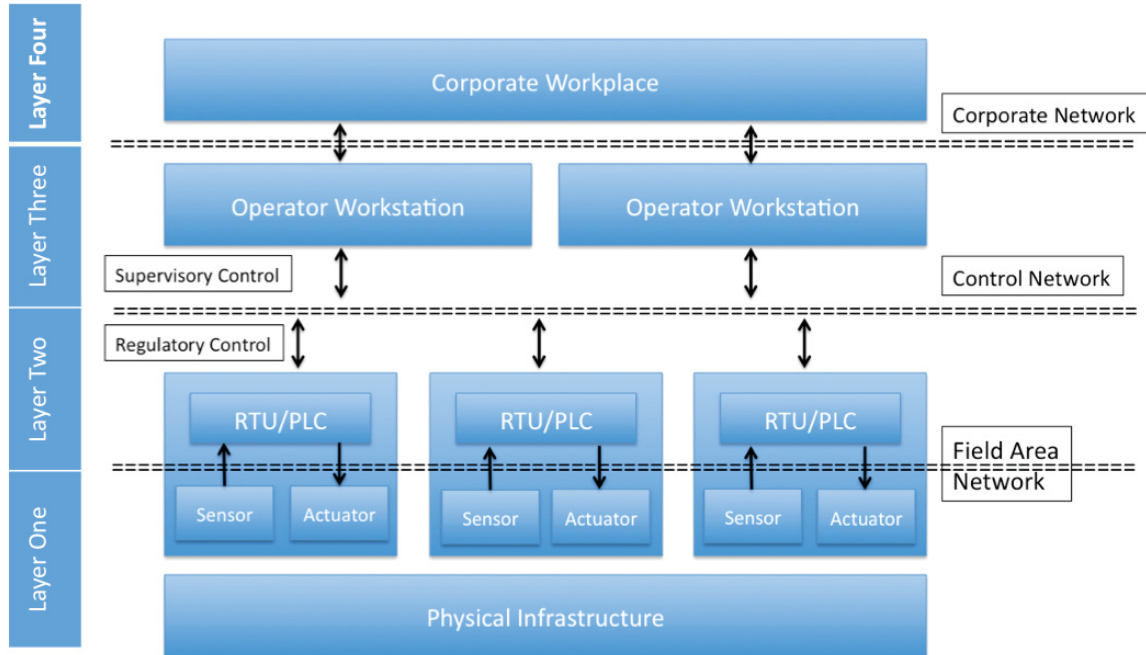 Layer Four
Corporate Workplace
Corporate Network
Layer Three
Operator Workstation
Operator Workstation
Supervisory Control
Control Network
Regulatory Control
Layer Two
RTU/PLC
RTU/PLC
RTU/PLC
Field Area
Network
Layer One
Sensor
Actuator
Sensor
Actuator
Sensor
Actuator
Physical Infrastructure